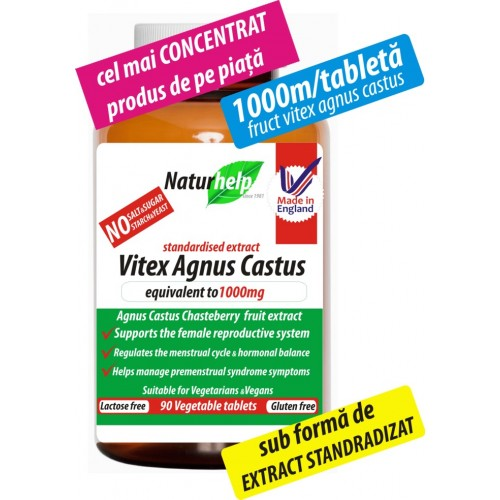 cel mai CONCENTRAT
produs de pe piață
1000m/tabletă
fruct vitex agnus castus
Naturhelp
since 1987
Made in
England
NO SALT&SUGAR
STARCH&YEAST
standardised extract
Vitex Agnus Castus
equivalent to 1000mg
Agnus Castus Chasteberry fruit extract
Supports the female reproductive system
Regulates the menstrual cycle & hormonal balance
Helps manage premenstrual syndrome symptoms
Suitable for Vegetarians &Vegans
Lactose free
90 Vegetable tablets
Gluten free
sub formă de
EXTRACT STANDRADIZAT